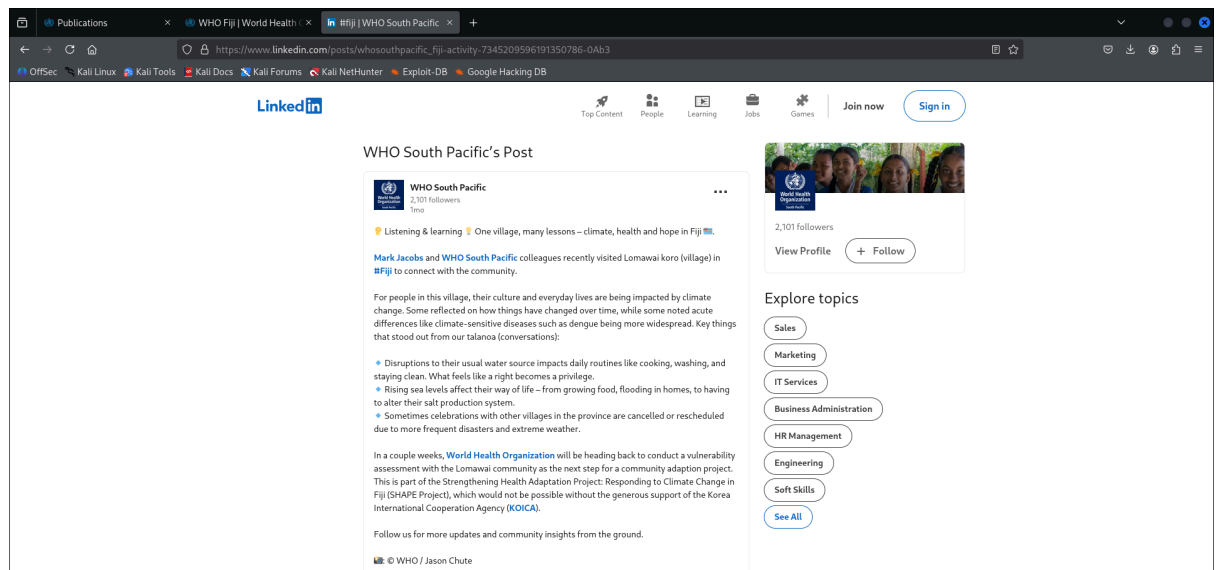 Publications
WHO Fiji | World Health
#fiji | WHO South Pacific
https://www.linkedin.com/posts/whosouthpacific_fiji-activity-7345209596191350786-0Ab3
OffSec Kali Linux Kali Tools Kali Docs Kali Forums Kali NetHunter Exploit-DB Google Hacking DB
Linked in
Top Content People Learning Jobs Games Join now Sign in
WHO South Pacific's Post
WHO South Pacific
2,101 followers
1mo
👂 Listening & learning 💡 One village, many lessons – climate, health and hope in Fiji 🇫🇯.
Mark Jacobs and WHO South Pacific colleagues recently visited Lomawai koro (village) in
#Fiji to connect with the community.
For people in this village, their culture and everyday lives are being impacted by climate
change. Some reflected on how things have changed over time, while some noted acute
differences like climate-sensitive diseases such as dengue being more widespread. Key things
that stood out from our talanoa (conversations):
🔹 Disruptions to their usual water source impacts daily routines like cooking, washing, and
staying clean. What feels like a right becomes a privilege.
🔹 Rising sea levels affect their way of life – from growing food, flooding in homes, to having
to alter their salt production system.
🔹 Sometimes celebrations with other villages in the province are cancelled or rescheduled
due to more frequent disasters and extreme weather.
In a couple weeks, World Health Organization will be heading back to conduct a vulnerability
assessment with the Lomawai community as the next step for a community adaption project.
This is part of the Strengthening Health Adaptation Project: Responding to Climate Change in
Fiji (SHAPE Project), which would not be possible without the generous support of the Korea
International Cooperation Agency (KOICA).
Follow us for more updates and community insights from the ground.
📸: © WHO / Jason Chute
World Health
Organization
South Pacific
2,101 followers
View Profile + Follow
Explore topics
Sales
Marketing
IT Services
Business Administration
HR Management
Engineering
Soft Skills
See All